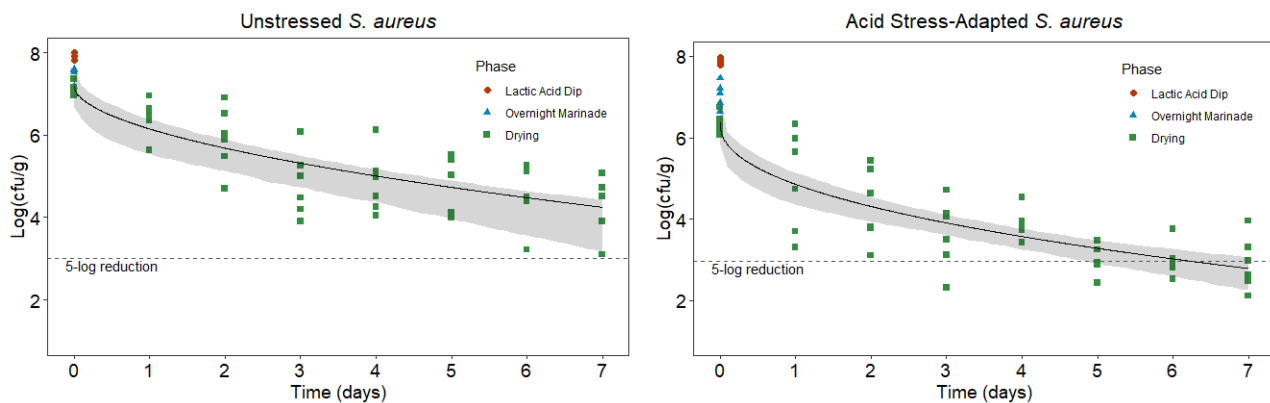 Unstressed S. aureus
Log(cfu/g)
8
6
4
2
Phase
Lactic Acid Dip
Overnight Marinade
Drying
5-log reduction
0 1 2 3 4 5 6 7
Time (days)
Acid Stress-Adapted S. aureus
Log(cfu/g)
8
6
4
2
Phase
Lactic Acid Dip
Overnight Marinade
Drying
5-log reduction
0 1 2 3 4 5 6 7
Time (days)